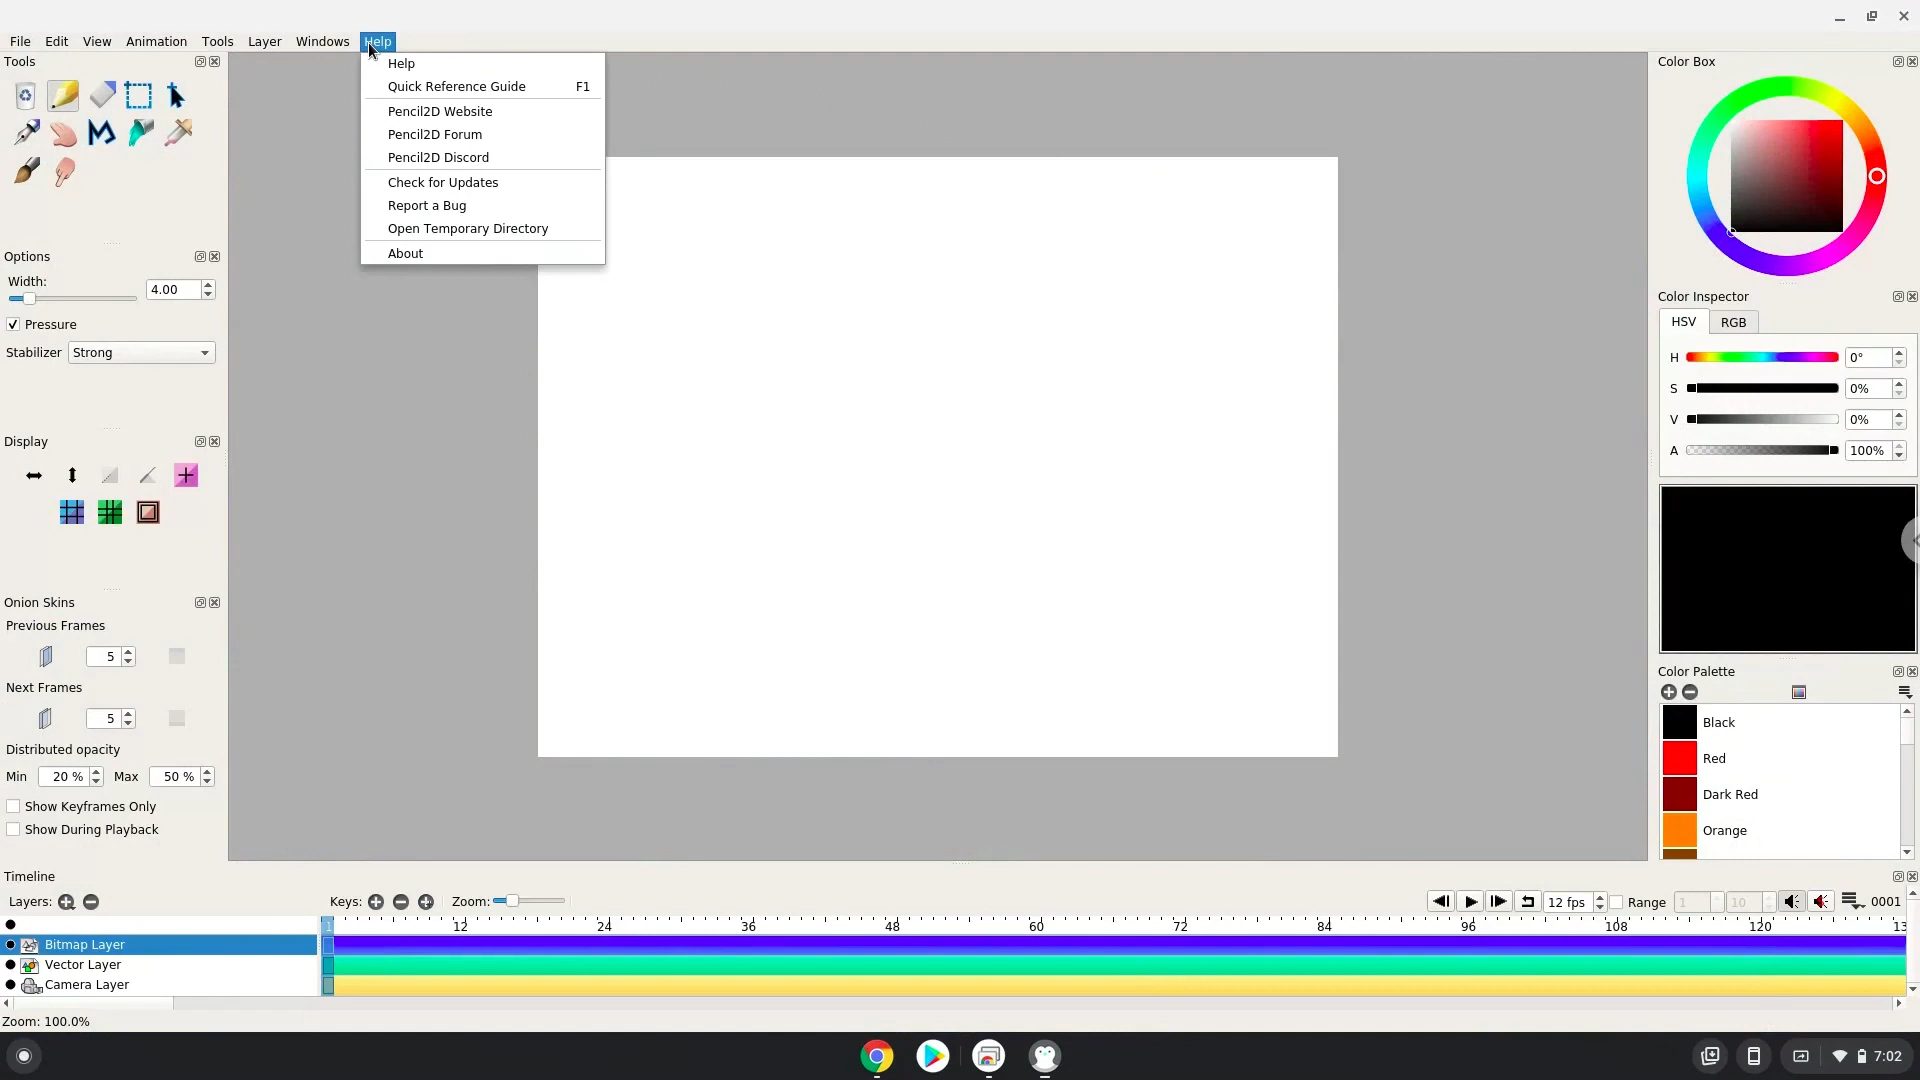 File Edit View Animation Tools Layer Windows Help
Tools
Help
Quick Reference Guide F1
Pencil2D Website
Pencil2D Forum
Pencil2D Discord
Check for Updates
Report a Bug
Open Temporary Directory
About
Options
Width:
4.00
Pressure
Stabilizer Strong
Display
Onion Skins
Previous Frames
5
Next Frames
5
Distributed opacity
Min 20 % Max 50 %
Show Keyframes Only
Show During Playback
Color Box
Color Inspector
HSV RGB
H 0°
S 0%
V 0%
A 100%
Color Palette
Black
Red
Dark Red
Orange
Timeline
Layers: Keys: Zoom: 12 fps Range 1 10 0001
1 12 24 36 48 60 72 84 96 108 120 13
Bitmap Layer
Vector Layer
Camera Layer
Zoom: 100.0%
7:02